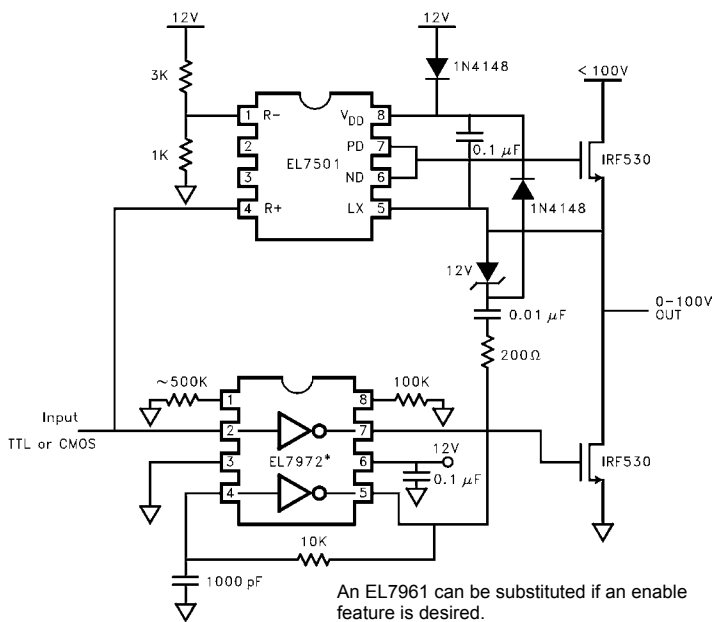 12V
12V
3K
1N4148
<100V
1
R-
VDD
8
1K
2
PD
7
0.1 μF
IRF530
EL7501
3
ND
6
4
R+
LX
5
1N4148
12V
0-100V
OUT
0.01 μF
200Ω
~500K
100K
1
8
Input
TTL or CMOS
2
7
12V
3
EL7972*
6
IRF530
0.1 μF
4
5
10K
1000 pF
An EL7961 can be substituted if an enable
feature is desired.